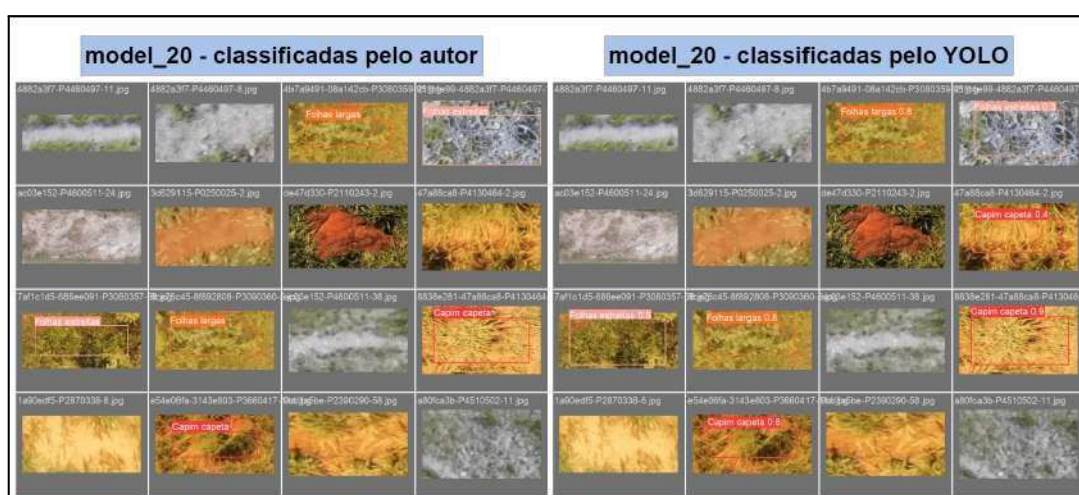 model_20 - classificadas pelo autor
model_20 - classificadas pelo YOLO
4882a3f7-P4460497-11.jpg
4882a3f7-P4460497-8.jpg
Folhas largas
Folhas estreitas
4882a3f7-P4460497-11.jpg
4882a3f7-P4460497-8.jpg
Folhas largas 0.8
Folhas estreitas 0.3
ac03e152-P4600511-24.jpg
3d629115-P0250025-2.jpg
de47d330-P2110243-2.jpg
47a88ca8-P4130464-2.jpg
ac03e152-P4600511-24.jpg
3d629115-P0250025-2.jpg
de47d330-P2110243-2.jpg
47a88ca8-P4130464-2.jpg
Capim capeta 0.4
Folhas estreitas
Folhas largas
Capim capeta
Folhas estreitas 0.5
Folhas largas 0.8
Capim capeta 0.9
1a90edf5-P2870338-8.jpg
a80fca3b-P4510502-11.jpg
Capim capeta
1a90edf5-P2870338-8.jpg
a80fca3b-P4510502-11.jpg
Capim capeta 0.8